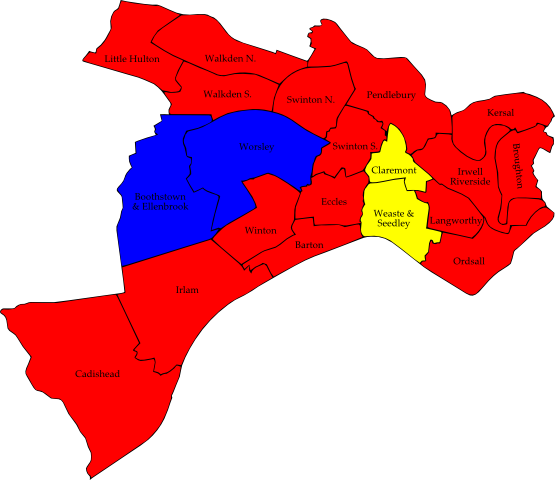 Little Hulton
Walkden N.
Walkden S.
Swinton N.
Pendlebury
Kersal
Worsley
Swinton S.
Claremont
Irwell
Riverside
Broughton
Boothstown
& Ellenbrook
Eccles
Weaste &
Seedley
Langworthy
Winton
Barton
Ordsall
Irlam
Cadishead